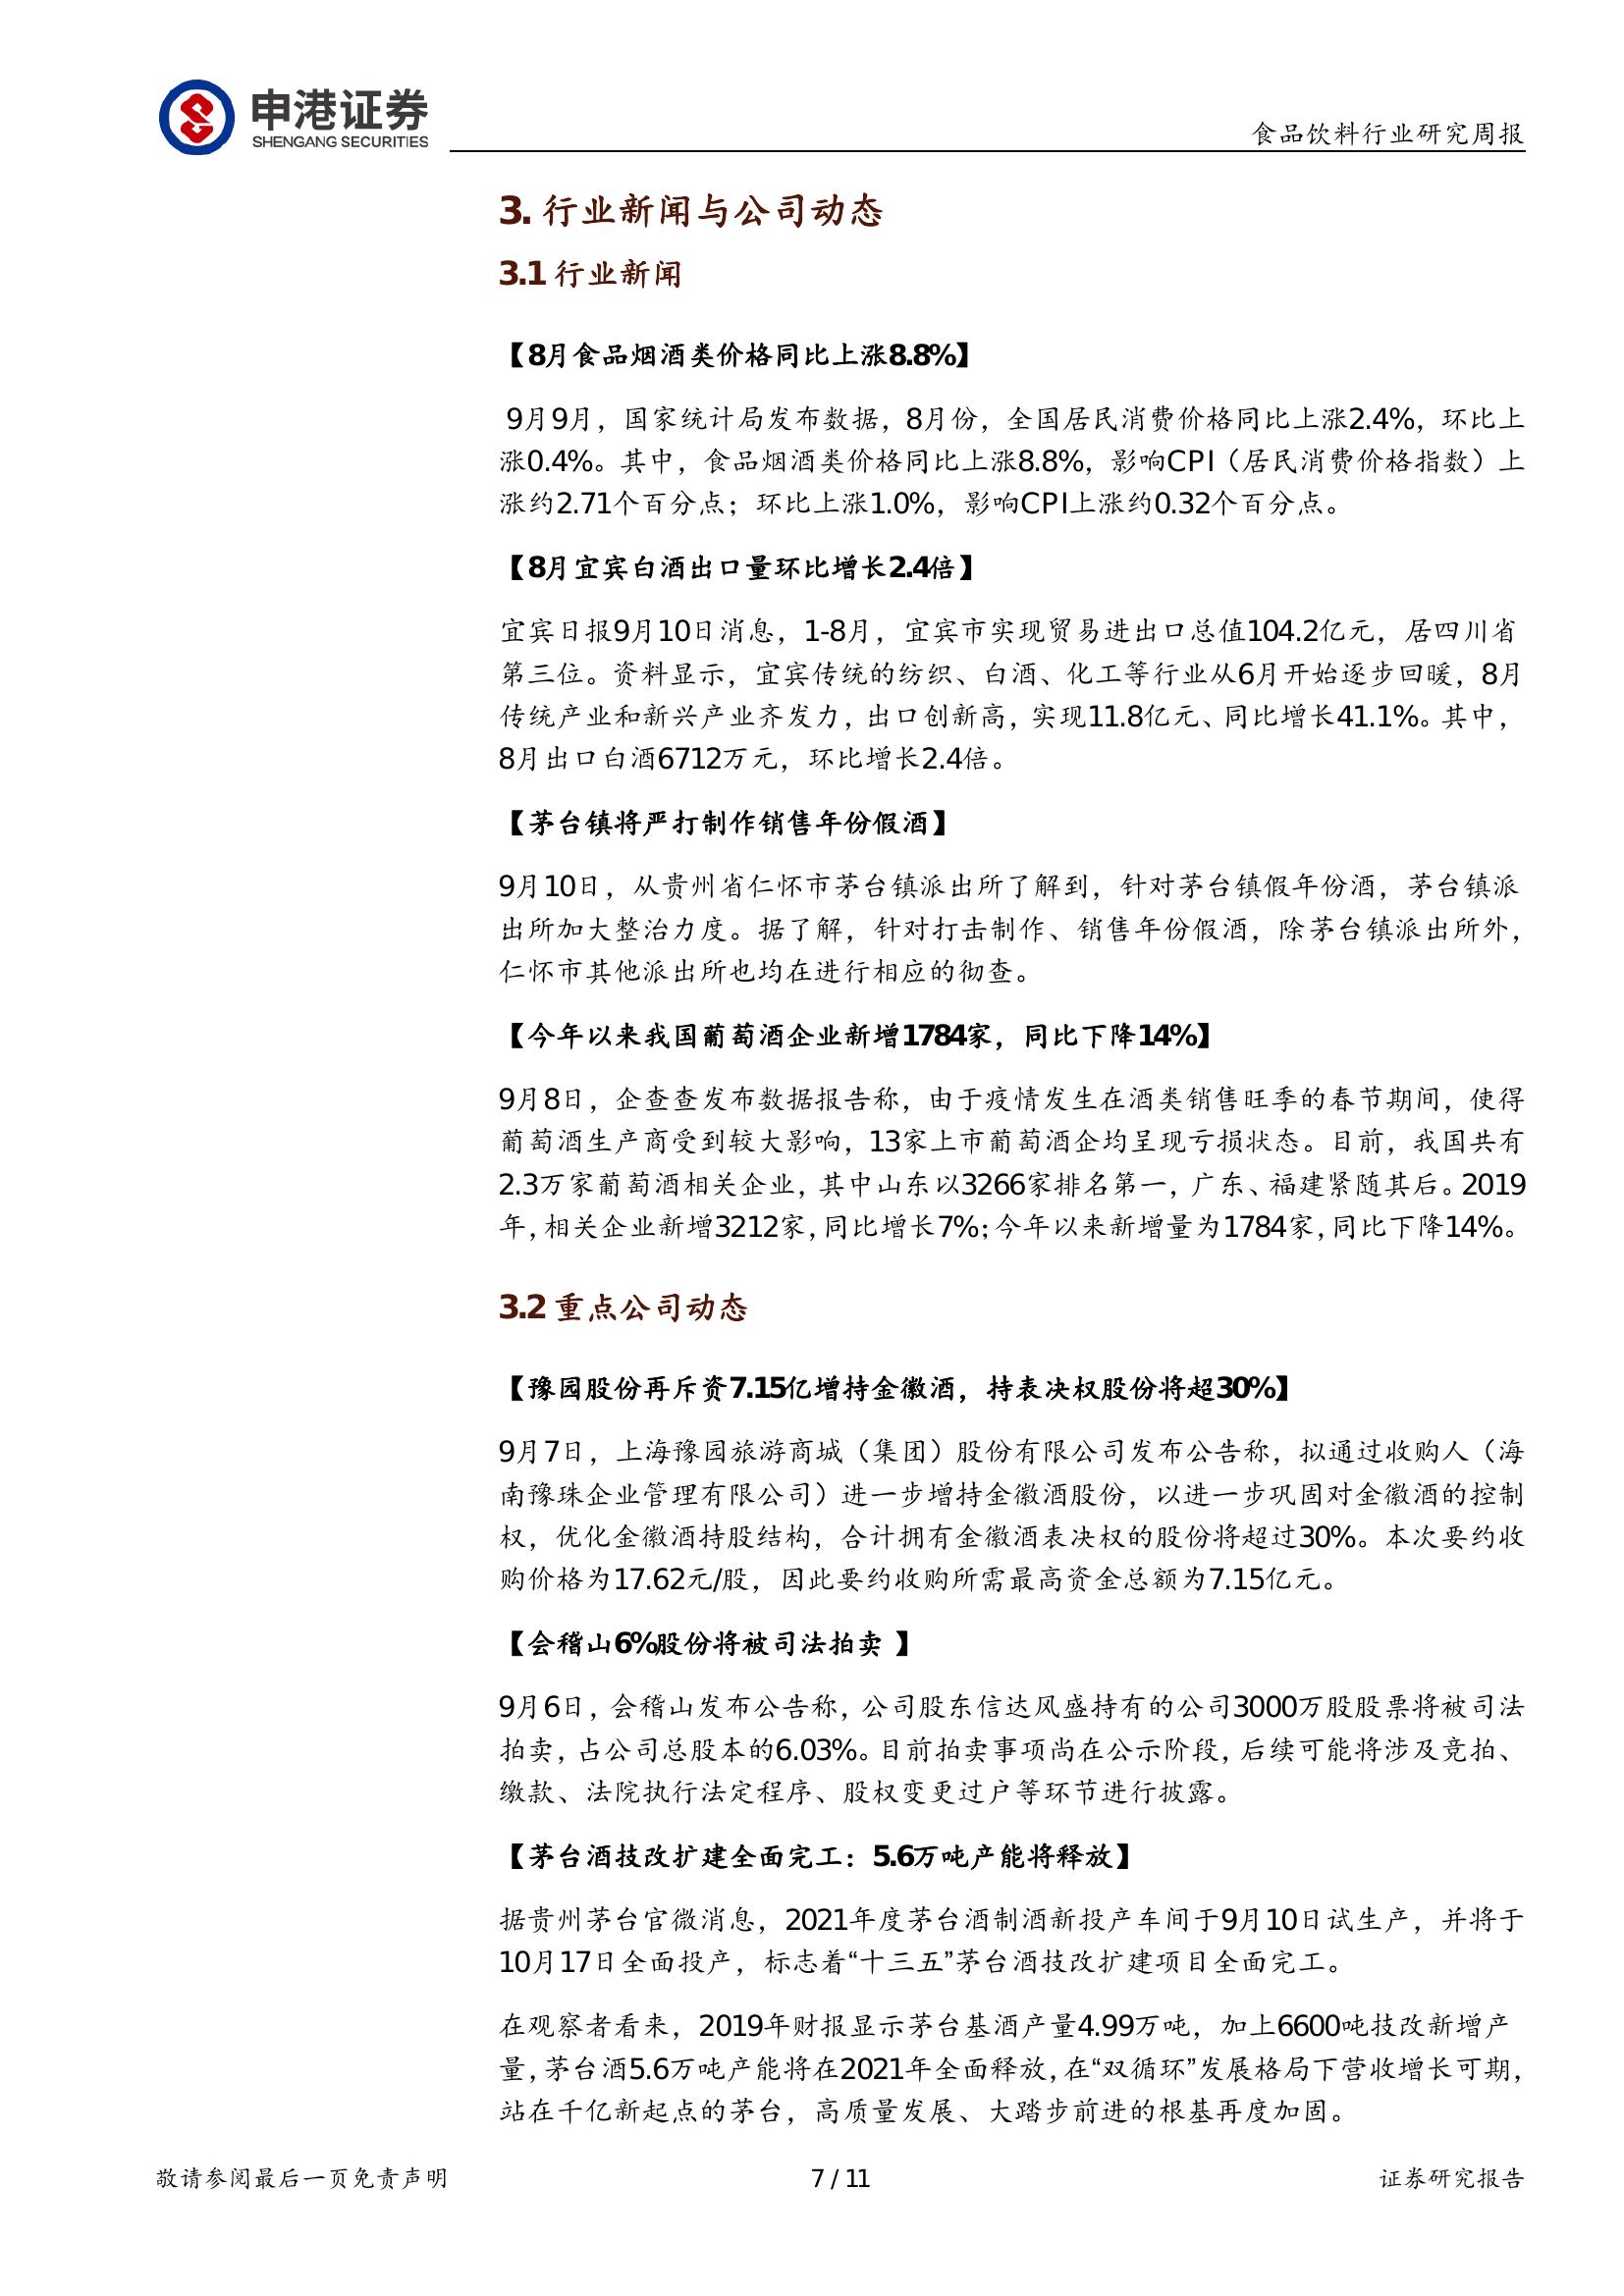 申港证券
SHENGANG SECURITIES
食品饮料行业研究周报
3. 行业新闻与公司动态
3.1 行业新闻
【8月食品烟酒类价格同比上涨8.8%】
9月9月，国家统计局发布数据，8月份，全国居民消费价格同比上涨2.4%，环比上
涨0.4%。其中，食品烟酒类价格同比上涨8.8%，影响CPI（居民消费价格指数）上
涨约2.71个百分点；环比上涨1.0%，影响CPI上涨约0.32个百分点。
【8月宜宾白酒出口量环比增长2.4倍】
宜宾日报9月10日消息，1-8月，宜宾市实现贸易进出口总值104.2亿元，居四川省
第三位。资料显示，宜宾传统的纺织、白酒、化工等行业从6月开始逐步回暖，8月
传统产业和新兴产业齐发力，出口创新高，实现11.8亿元、同比增长41.1%。其中，
8月出口白酒6712万元，环比增长2.4倍。
【茅台镇将严打制作销售年份假酒】
9月10日，从贵州省仁怀市茅台镇派出所了解到，针对茅台镇假年份酒，茅台镇派
出所加大整治力度。据了解，针对打击制作、销售年份假酒，除茅台镇派出所外，
仁怀市其他派出所也均在进行相应的彻查。
【今年以来我国葡萄酒企业新增1784家，同比下降14%】
9月8日，企查查发布数据报告称，由于疫情发生在酒类销售旺季的春节期间，使得
葡萄酒生产商受到较大影响，13家上市葡萄酒企均呈现亏损状态。目前，我国共有
2.3万家葡萄酒相关企业，其中山东以3266家排名第一，广东、福建紧随其后。2019
年，相关企业新增3212家，同比增长7%；今年以来新增量为1784家，同比下降14%。
3.2 重点公司动态
【豫园股份再斥资7.15亿增持金徽酒，持表决权股份将超30%】
9月7日，上海豫园旅游商城（集团）股份有限公司发布公告称，拟通过收购人（海
南豫珠企业管理有限公司）进一步增持金徽酒股份，以进一步巩固对金徽酒的控制
权，优化金徽酒持股结构，合计拥有金徽酒表决权的股份将超过30%。本次要约收
购价格为17.62元/股，因此要约收购所需最高资金总额为7.15亿元。
【会稽山6%股份将被司法拍卖 】
9月6日，会稽山发布公告称，公司股东信达风盛持有的公司3000万股股票将被司法
拍卖，占公司总股本的6.03%。目前拍卖事项尚在公示阶段，后续可能将涉及竞拍、
缴款、法院执行法定程序、股权变更过户等环节进行披露。
【茅台酒技改扩建全面完工：5.6万吨产能将释放】
据贵州茅台官微消息，2021年度茅台酒制酒新投产车间于9月10日试生产，并将于
10月17日全面投产，标志着“十三五”茅台酒技改扩建项目全面完工。
在观察者看来，2019年财报显示茅台基酒产量4.99万吨，加上6600吨技改新增产
量，茅台酒5.6万吨产能将在2021年全面释放，在“双循环”发展格局下营收增长可期，
站在千亿新起点的茅台，高质量发展、大踏步前进的根基再度加固。
敬请参阅最后一页免责声明
7 / 11
证券研究报告